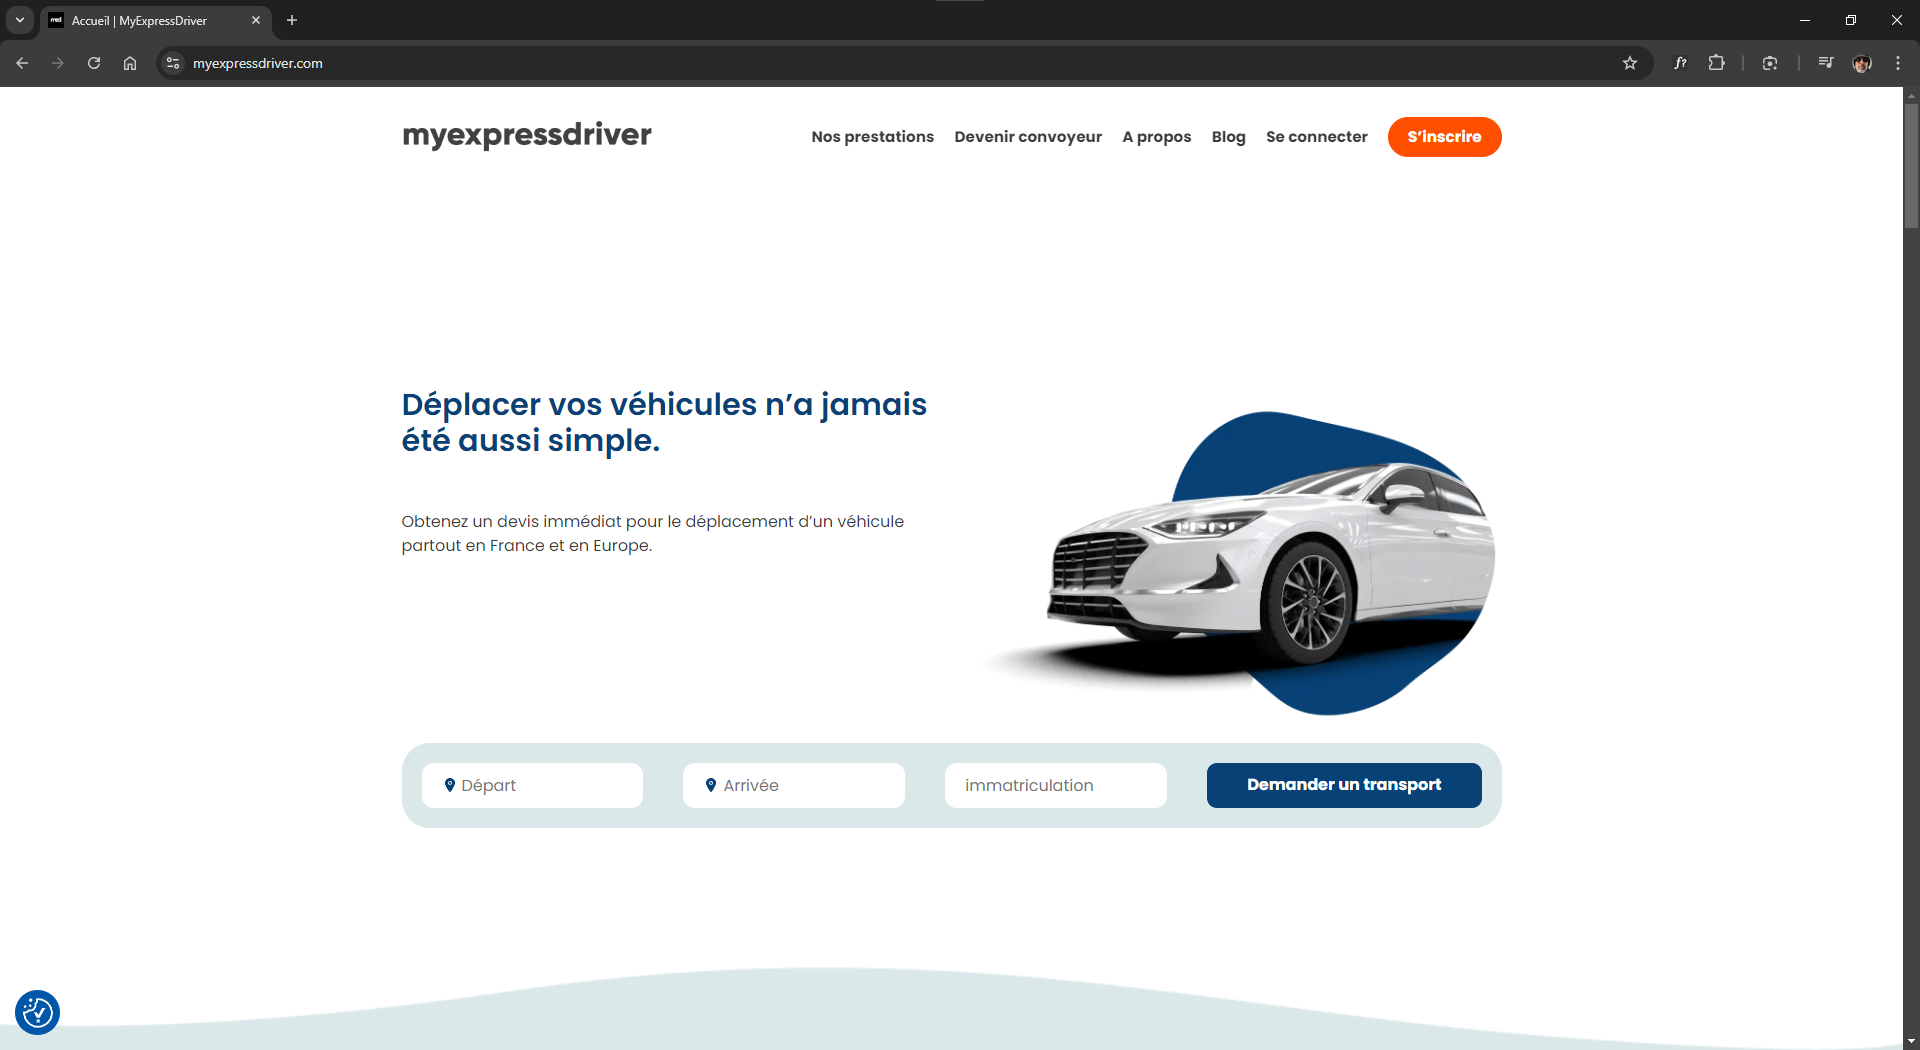 Accueil | MyExpressDriver
myexpressdriver.com
myexpressdriver
Nos prestations
Devenir convoyeur
A propos
Blog
Se connecter
S’inscrire
Déplacer vos véhicules n’a jamais
été aussi simple.
Obtenez un devis immédiat pour le déplacement d’un véhicule
partout en France et en Europe.
Départ
Arrivée
immatriculation
Demander un transport